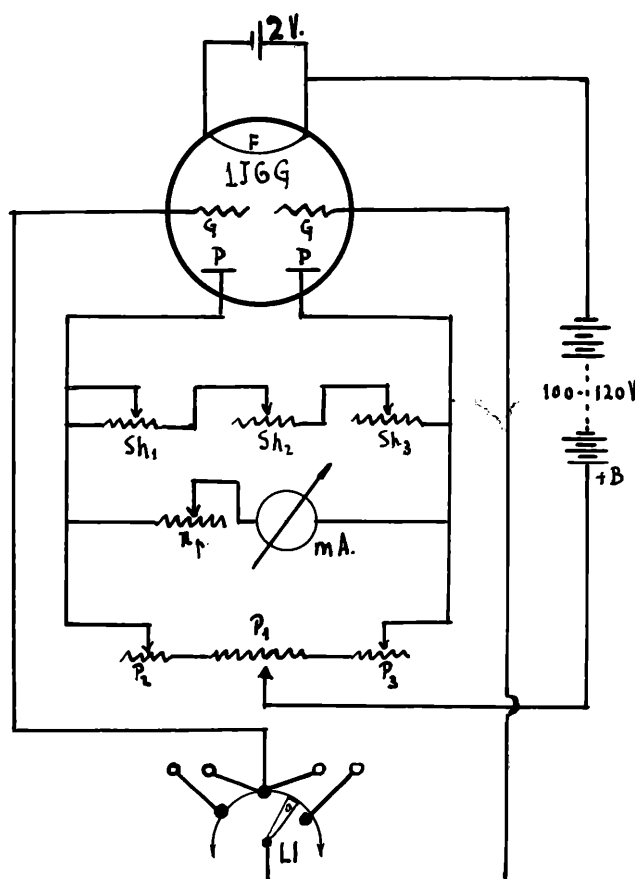 2V.
F
1J6G
G G
P P
100-120V
Sh1 Sh2 Sh3
+B
mA.
P1
P2 P3
L1